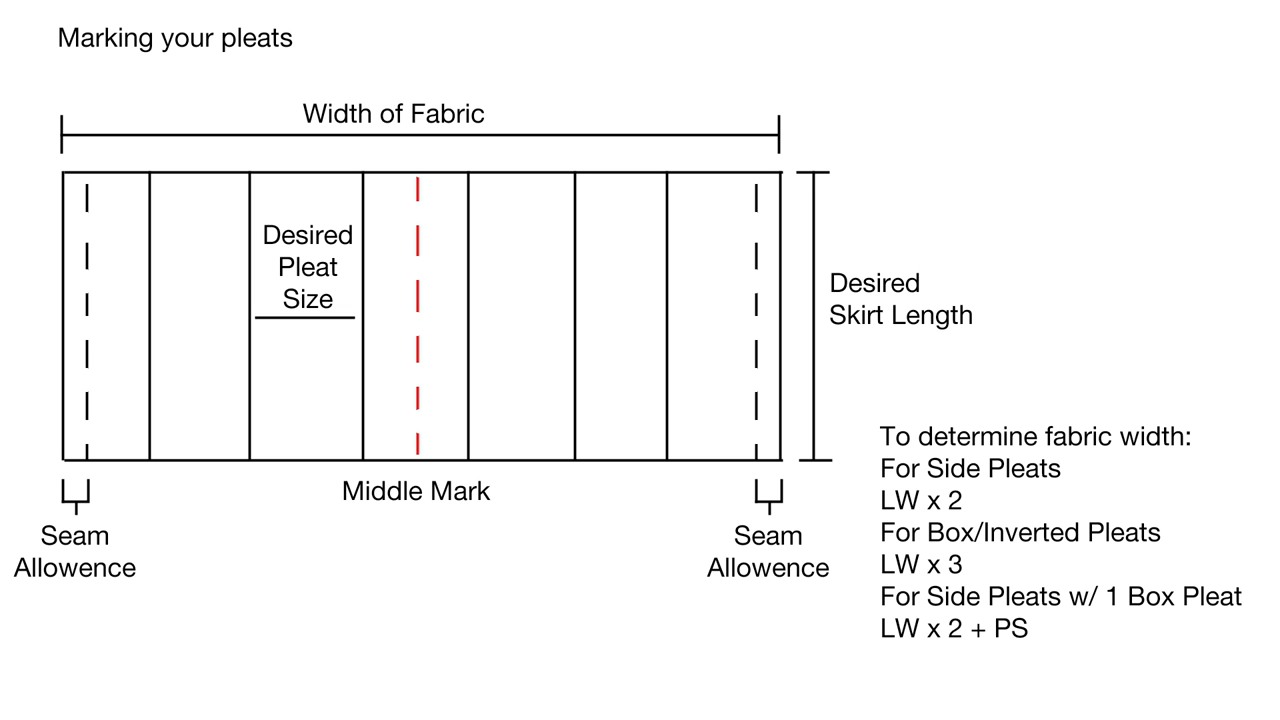 Marking your pleats
Width of Fabric
Desired
Pleat
Size
Desired
Skirt Length
Middle Mark
Seam
Allowence
Seam
Allowence
To determine fabric width:
For Side Pleats
LW x 2
For Box/Inverted Pleats
LW x 3
For Side Pleats w/ 1 Box Pleat
LW x 2 + PS